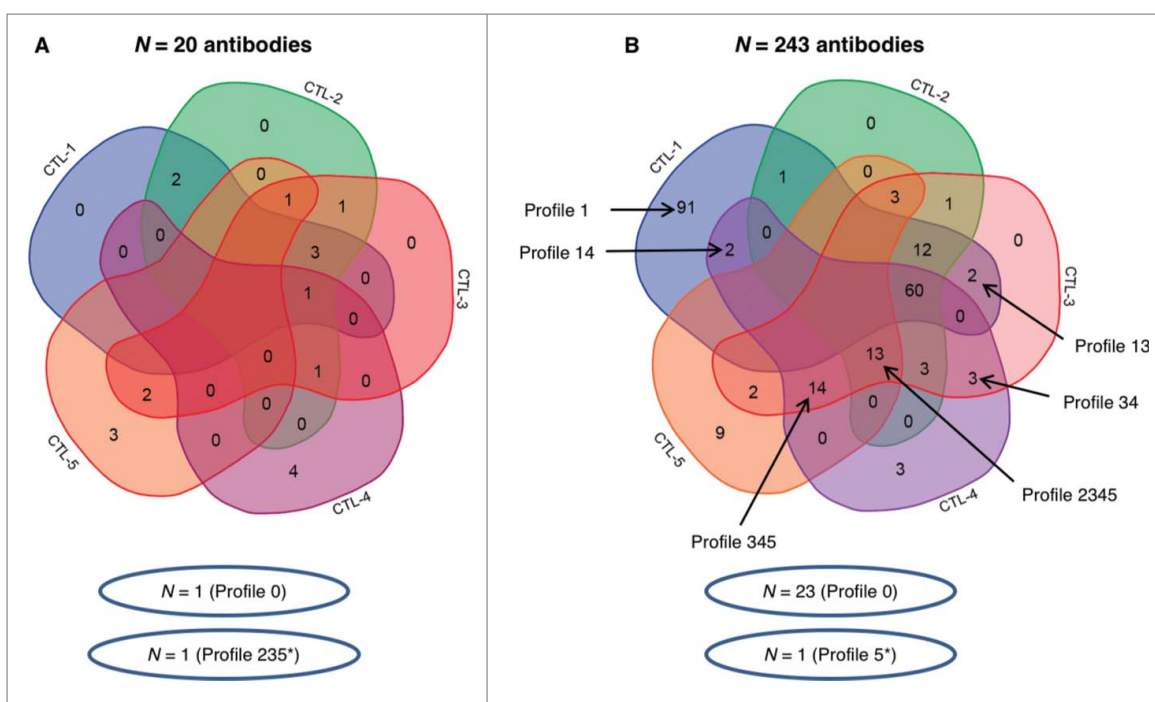 A
N = 20 antibodies
CTL-2
0
CTL-1
2
0
0
1
1
0
0
0
0
3
0
CTL-3
1
0
0
1
0
2
0
0
0
3
0
CTL-5
4
CTL-4
N = 1 (Profile 0)
N = 1 (Profile 235*)
B
N = 243 antibodies
CTL-2
0
CTL-1
1
0
3
1
Profile 1
91
0
0
Profile 14
2
12
2
CTL-3
60
0
Profile 13
13
3
3
Profile 34
2
14
0
0
9
0
CTL-5
3
Profile 2345
CTL-4
Profile 345
N = 23 (Profile 0)
N = 1 (Profile 5*)